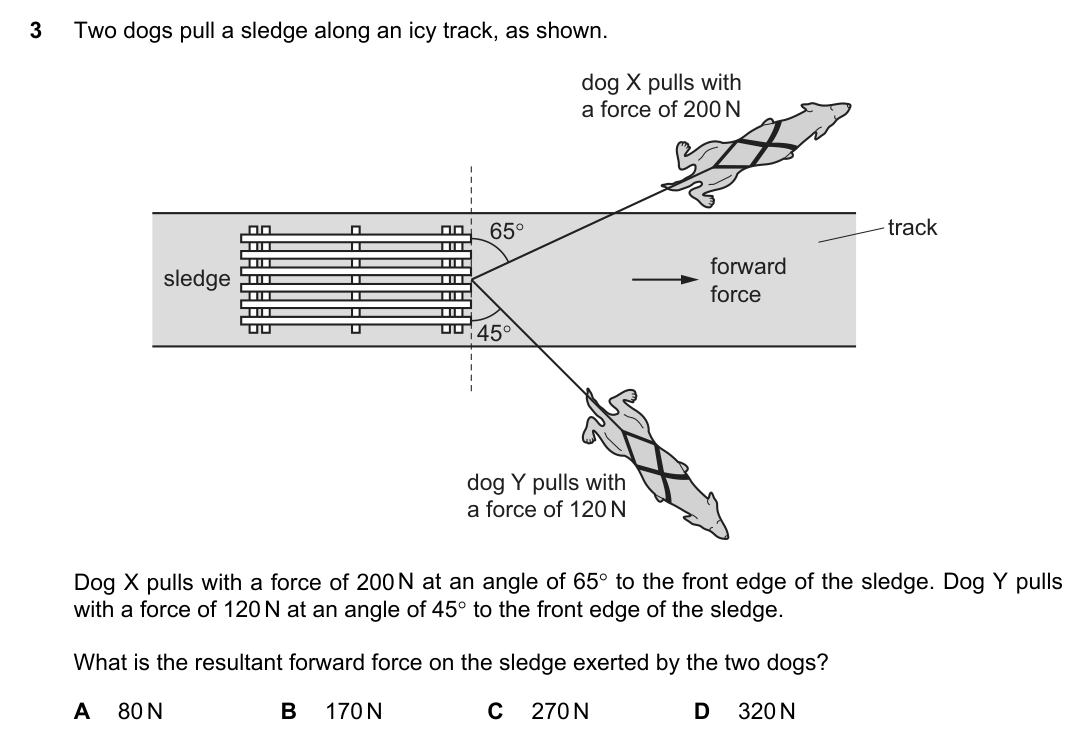 3 Two dogs pull a sledge along an icy track, as shown.
dog X pulls with
a force of 200 N
65°
track
sledge
forward
force
45°
dog Y pulls with
a force of 120 N
Dog X pulls with a force of 200 N at an angle of 65° to the front edge of the sledge. Dog Y pulls
with a force of 120 N at an angle of 45° to the front edge of the sledge.
What is the resultant forward force on the sledge exerted by the two dogs?
A 80 N B 170 N C 270 N D 320 N